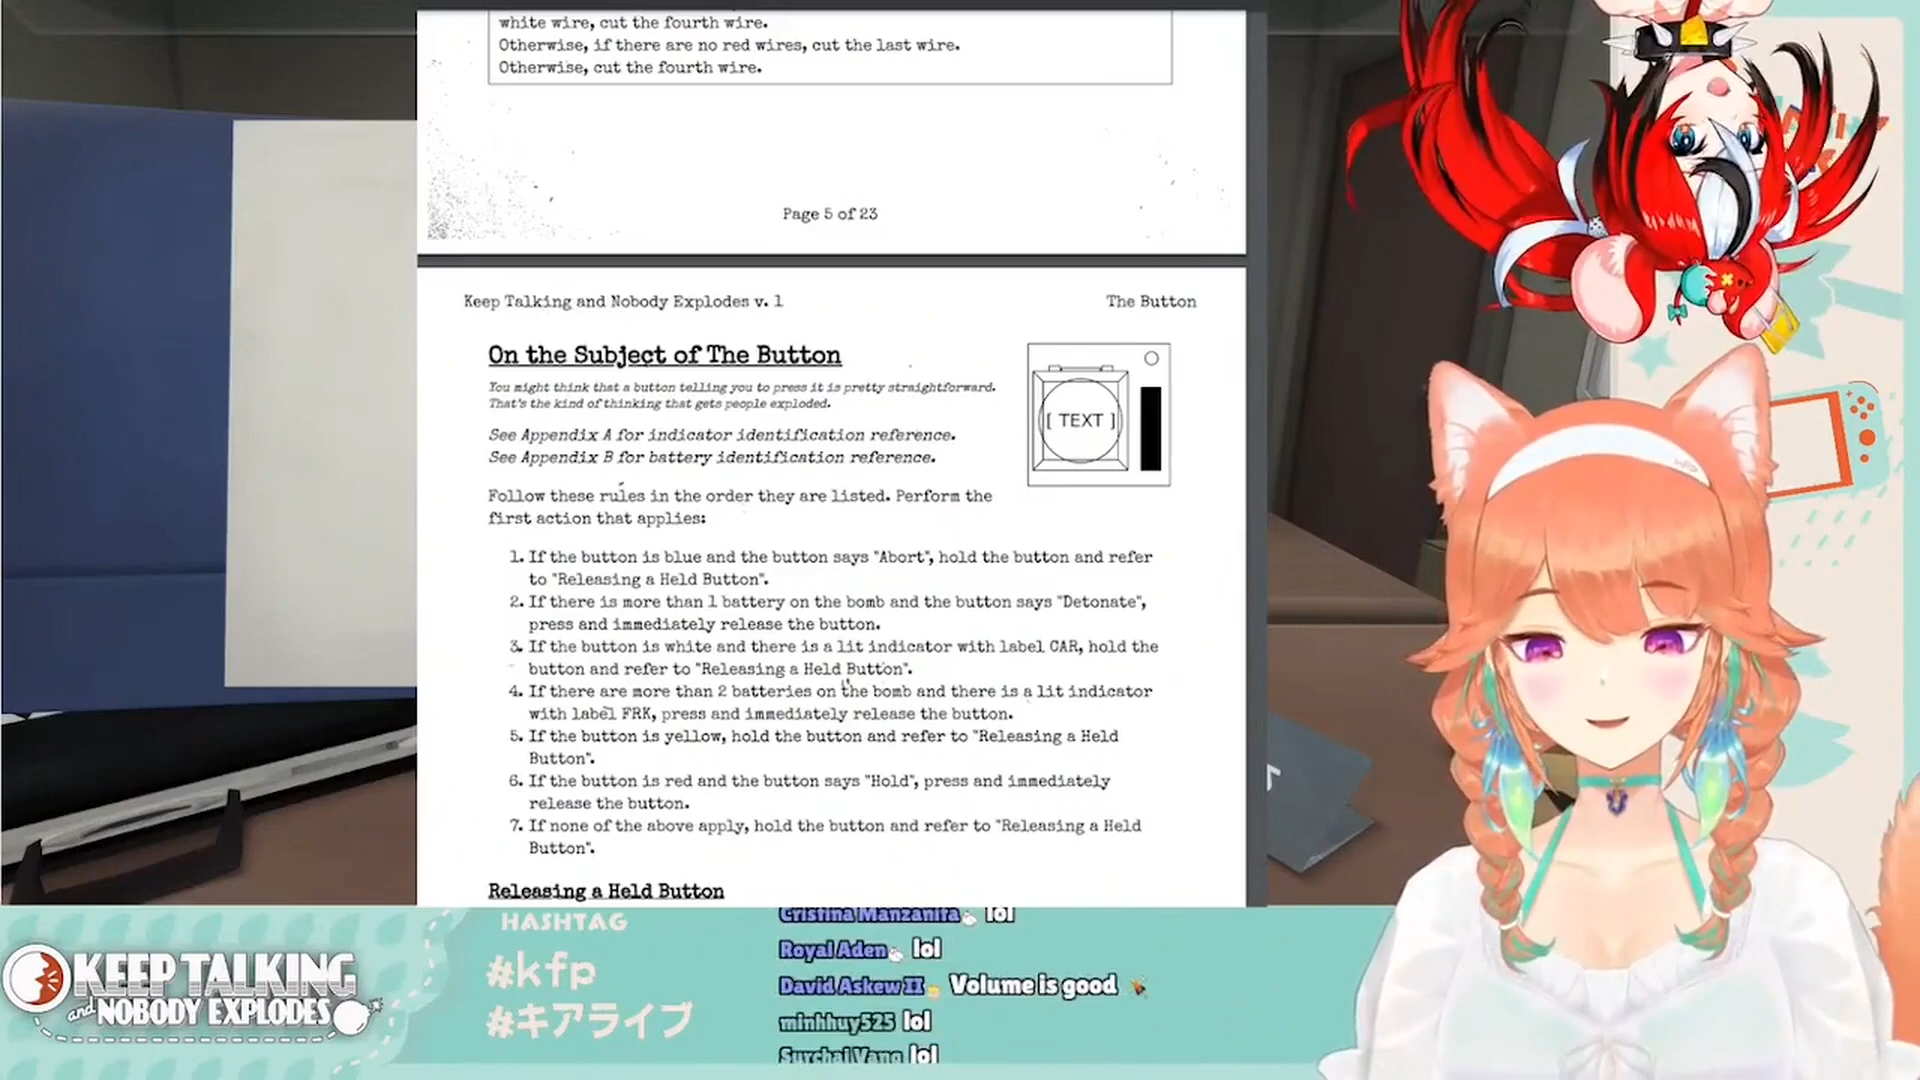 white wire, cut the fourth wire.
Otherwise, if there are no red wires, cut the last wire.
Otherwise, cut the fourth wire.
Page 5 of 23
Keep Talking and Nobody Explodes v. 1
The Button
On the Subject of The Button
You might think that a button telling you to press it is pretty straightforward.
That's the kind of thinking that gets people exploded.
See Appendix A for indicator identification reference.
See Appendix B for battery identification reference.
[ TEXT ]
Follow these rules in the order they are listed. Perform the
first action that applies:
1. If the button is blue and the button says "Abort", hold the button and refer
to "Releasing a Held Button".
2. If there is more than 1 battery on the bomb and the button says "Detonate",
press and immediately release the button.
3. If the button is white and there is a lit indicator with label CAR, hold the
button and refer to "Releasing a Held Button".
4. If there are more than 2 batteries on the bomb and there is a lit indicator
with label FRK, press and immediately release the button.
5. If the button is yellow, hold the button and refer to "Releasing a Held
Button".
6. If the button is red and the button says "Hold", press and immediately
release the button.
7. If none of the above apply, hold the button and refer to "Releasing a Held
Button".
Releasing a Held Button
KEEP TALKING
and NOBODY EXPLODES
HASHTAG
#kfp
#キアライブ
Cristina Manzanita lol
Royal Aden lol
David Askew II Volume is good
minhhuy525 lol
Surchai Vang lol